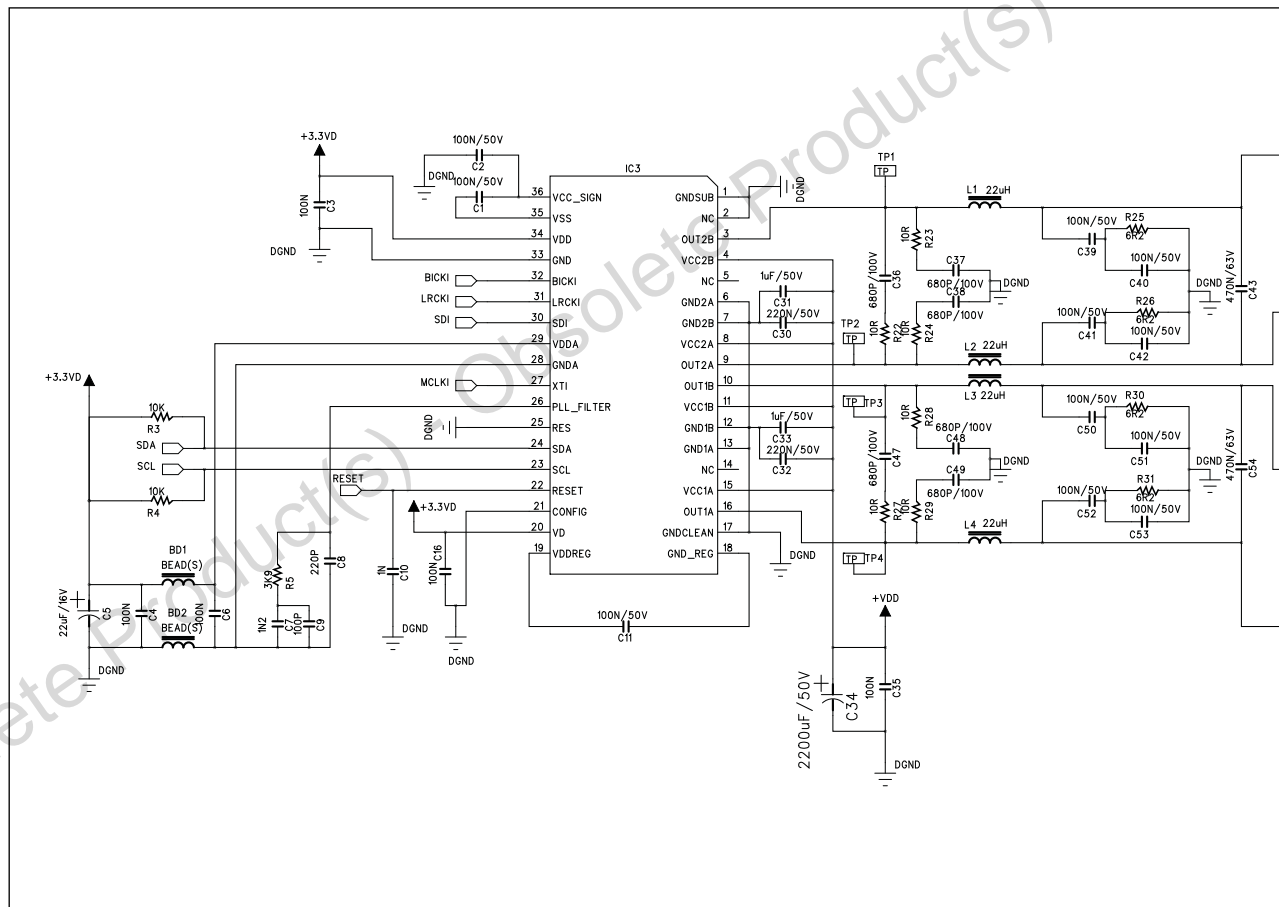 Obsolete Product(s) - Obsolete Product(s)
+3.3VD
100N
C3
DGND
100N/50V
C2
DGND
100N/50V
C1
IC3
36 VCC_SIGN
35 VSS
34 VDD
33 GND
BICKI 32 BICKI
LRCKI 31 LRCKI
SDI 30 SDI
29 VDDA
28 GNDA
MCLKI 27 XTI
26 PLL_FILTER
DGND 25 RES
24 SDA
23 SCL
22 RESET
21 CONFIG
20 VD
19 VDDREG
GNDSUB 1
NC 2
OUT2B 3
VCC2B 4
NC 5
GND2A 6
GND2B 7
VCC2A 8
OUT2A 9
OUT1B 10
VCC1B 11
GND1B 12
GND1A 13
NC 14
VCC1A 15
OUT1A 16
GNDCLEAN 17
GND_REG 18
DGND
DGND
+3.3VD
10K
R3
SDA
SCL
10K
R4
RESET
+3.3VD
BD1
BEAD(S)
BD2
BEAD(S)
22uF/16V
C5
100N
C4
100N
C6
DGND
3K9
R5
220P
C8
1N2
C7
100P
C9
1N
C10
DGND
100N
C16
DGND
100N/50V
C11
1uF/50V
C31
220N/50V
C30
1uF/50V
C33
220N/50V
C32
TP1
TP
TP2
TP
TP TP3
TP TP4
680P/100V
C36
10R
R22
10R
R23
C37
680P/100V
C38
680P/100V
10R
R24
DGND
L1 22uH
L2 22uH
L3 22uH
L4 22uH
100N/50V
C39
R25
6R2
100N/50V
C40
R26
6R2
100N/50V
C41
100N/50V
C42
DGND
470N/63V
C43
680P/100V
C47
10R
R27
10R
R28
680P/100V
C48
C49
680P/100V
10R
R29
DGND
100N/50V
C50
R30
6R2
100N/50V
C51
R31
6R2
100N/50V
C52
100N/50V
C53
DGND
470N/63V
C54
+VDD
2200uF/50V
C34
100N
C35
DGND